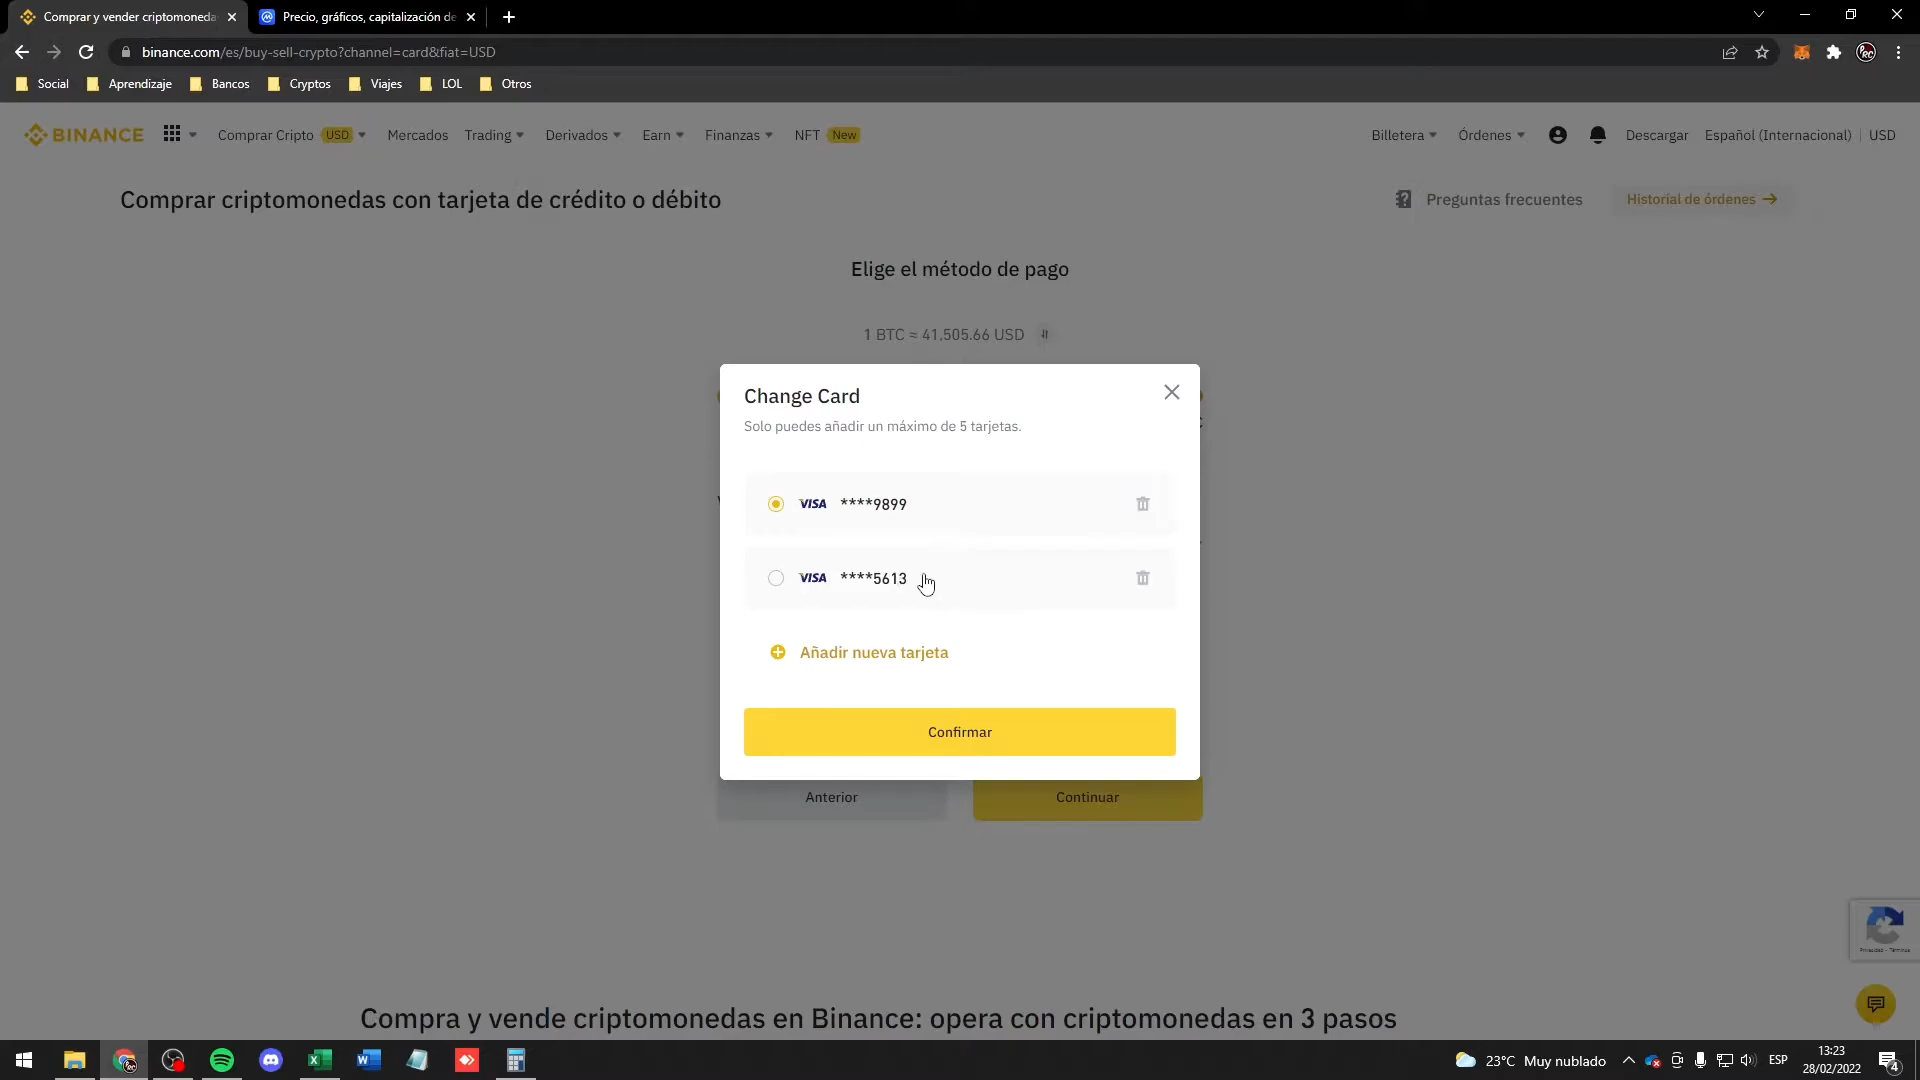 Comprar y vender criptomoneda
Precio, gráficos, capitalización de
binance.com/es/buy-sell-crypto?channel=card&fiat=USD
Social Aprendizaje Bancos Cryptos Viajes LOL Otros
BINANCE Comprar Cripto USD Mercados Trading Derivados Earn Finanzas NFT New Billetera Órdenes Descargar Español (Internacional) USD
Comprar criptomonedas con tarjeta de crédito o débito
Preguntas frecuentes
Historial de órdenes
Elige el método de pago
1 BTC ≈ 41,505.66 USD
Change Card
Solo puedes añadir un máximo de 5 tarjetas.
VISA ****9899
VISA ****5613
Añadir nueva tarjeta
Confirmar
Anterior
Continuar
Privacidad - Términos
Compra y vende criptomonedas en Binance: opera con criptomonedas en 3 pasos
23°C Muy nublado
ESP
13:23
28/02/2022
4